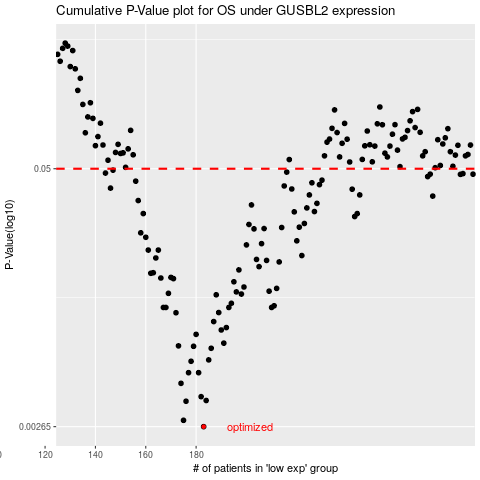 Cumulative P-Value plot for OS under GUSBL2 expression
P-Value(log10)
0.05
0.00265
optimized
0 120 140 160 180
# of patients in 'low exp' group